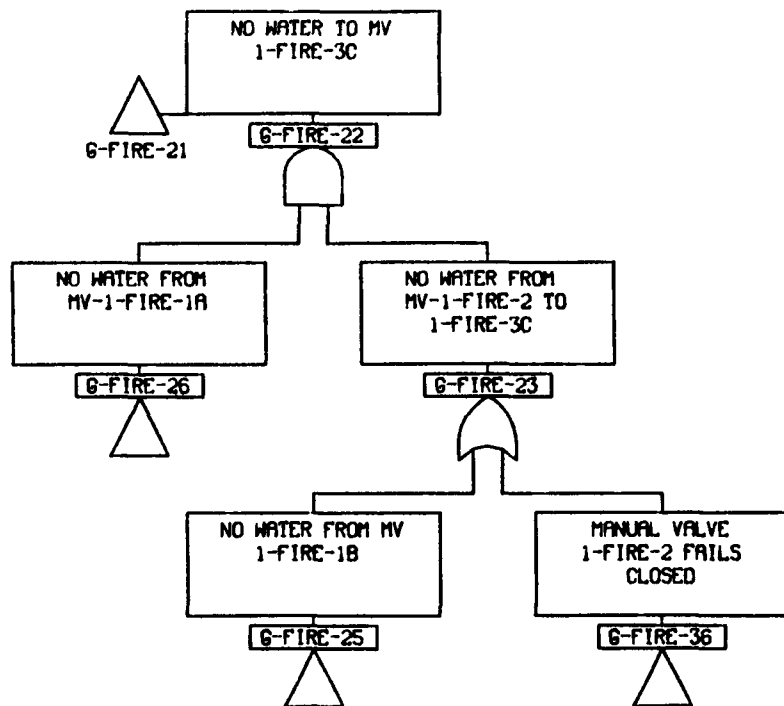 NO WATER TO MV
1-FIRE-3C
G-FIRE-21
G-FIRE-22
NO WATER FROM
MV-1-FIRE-1A
G-FIRE-26
NO WATER FROM
MV-1-FIRE-2 TO
1-FIRE-3C
G-FIRE-23
NO WATER FROM MV
1-FIRE-1B
G-FIRE-25
MANUAL VALVE
1-FIRE-2 FAILS
CLOSED
G-FIRE-36